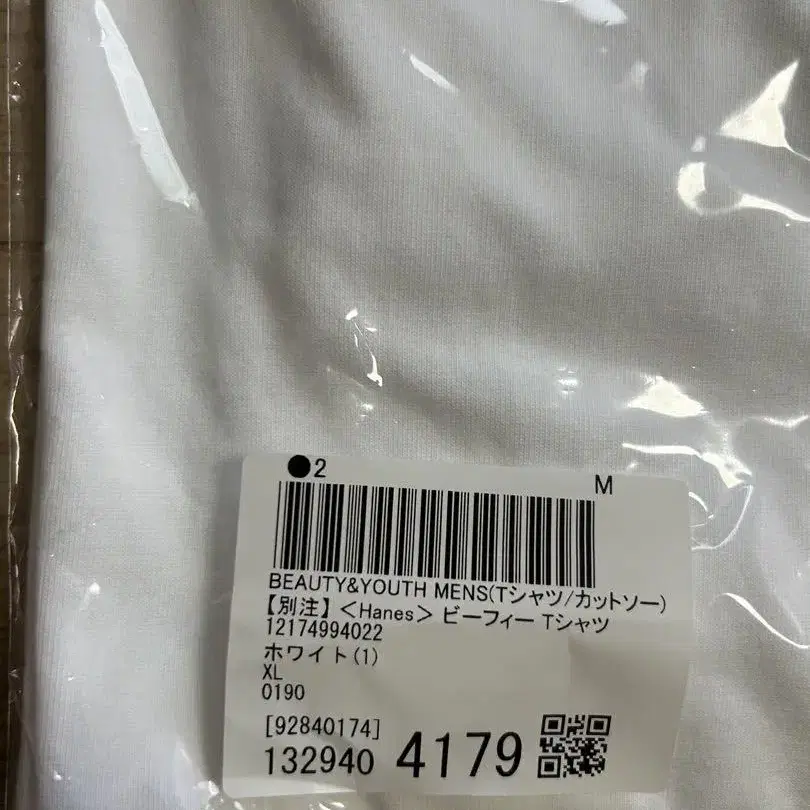 ●2
M
BEAUTY&YOUTH MENS(Tシャツ/カットソー)
【別注】<Hanes> ビーフィー Tシャツ
12174994022
ホワイト(1)
XL
0190
[92840174]
132940 4179